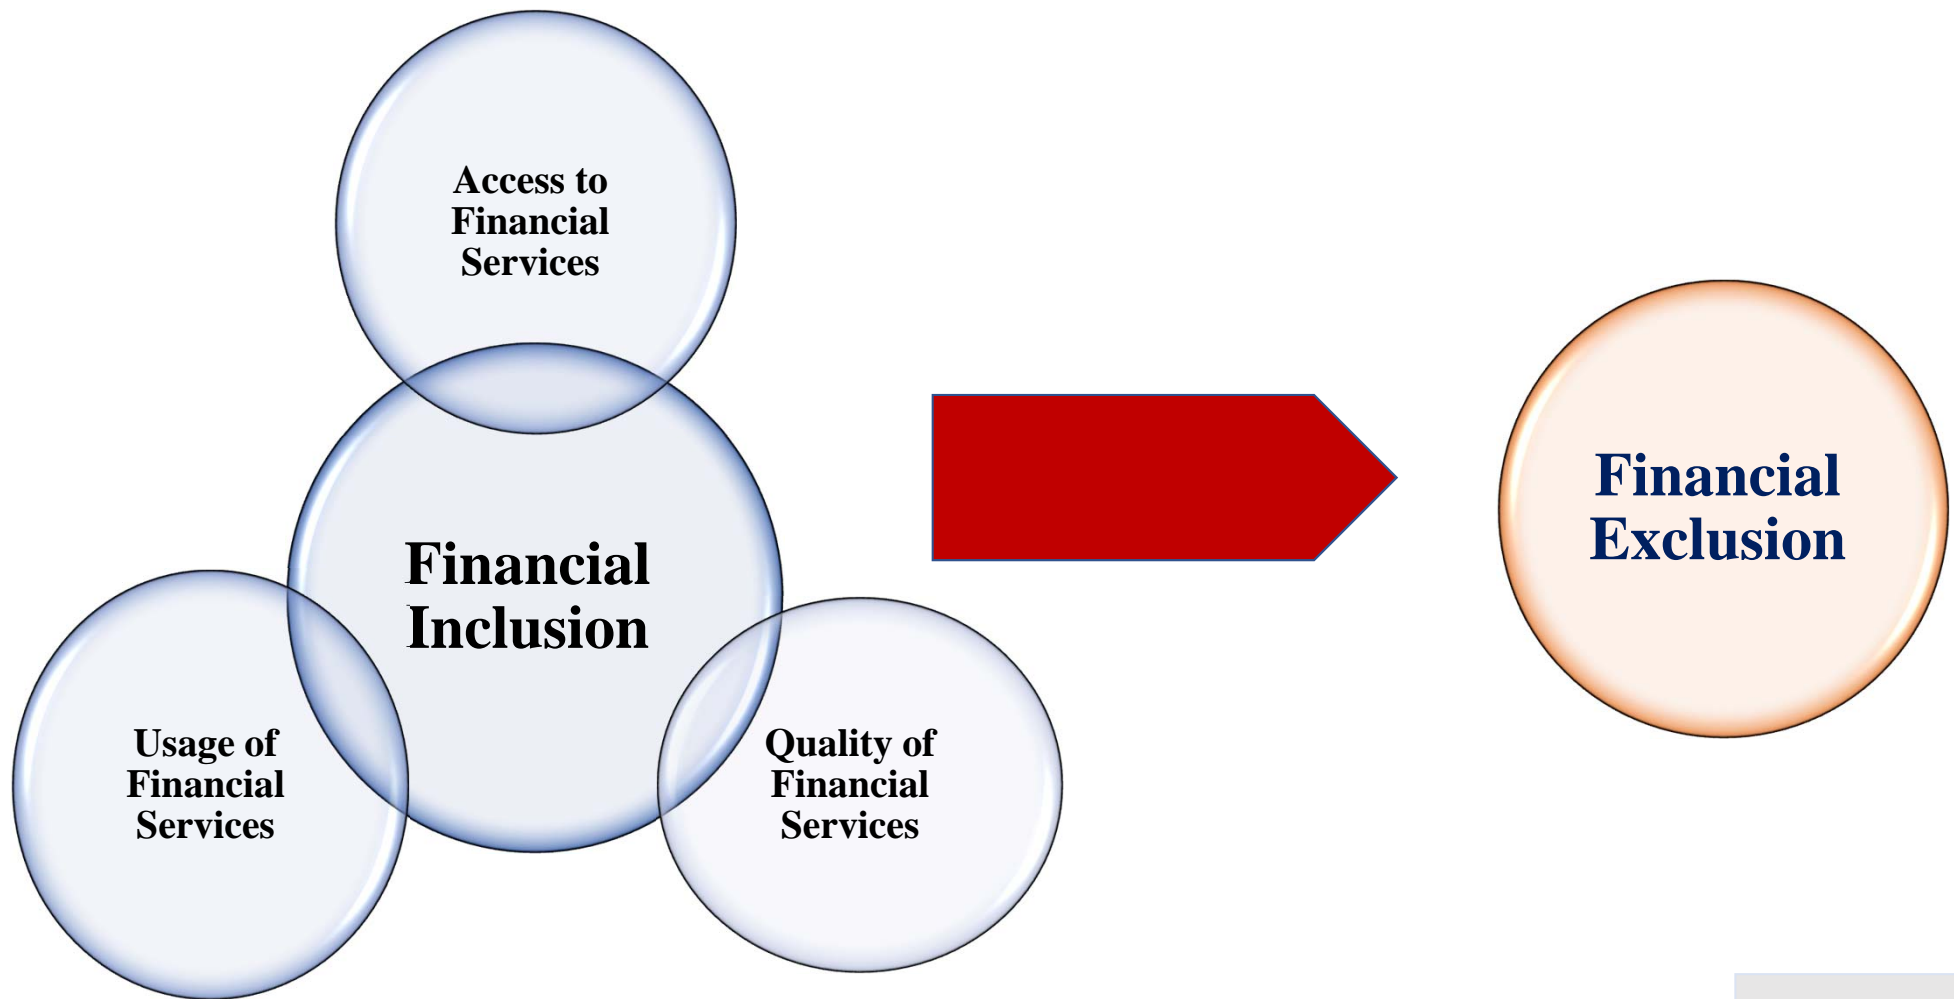 Access to
Financial
Services
Financial
Inclusion
Usage of
Financial
Services
Quality of
Financial
Services
Financial
Exclusion